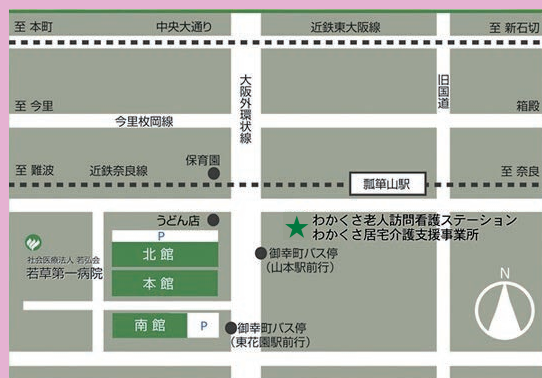 至 本町
中央大通り
近鉄東大阪線
至 新石切
大阪外環状線
旧国道
至 今里
今里枚岡線
箱殿
至 難波
近鉄奈良線
保育園
瓢箪山駅
至 奈良
うどん店
P
わかくさ老人訪問看護ステーション
わかくさ居宅介護支援事業所
社会医療法人 若弘会
若草第一病院
北館
本館
御幸町バス停
(山本駅前行)
南館
P
御幸町バス停
(東花園駅前行)
N